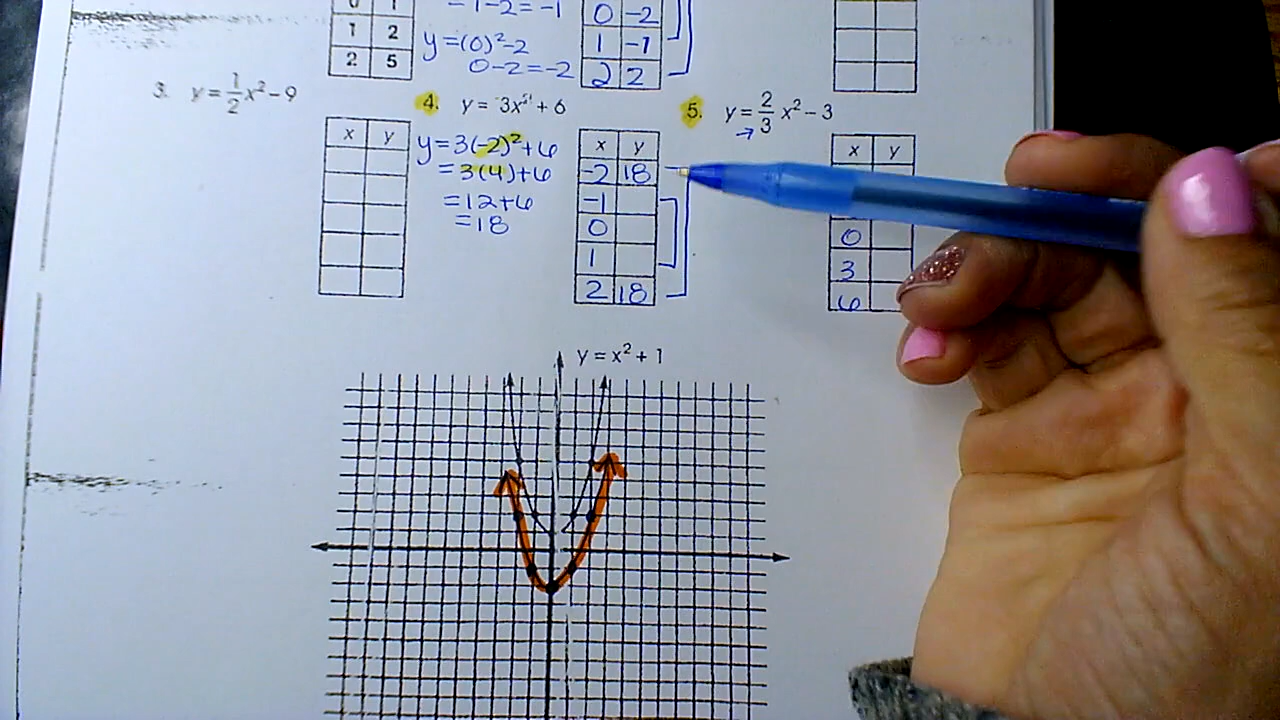 0 1
1 2
2 5
-1-2=-1
y=(0)²-2
0-2=-2
0 -2
1 -1
2 2
3. y = 1/2 x² - 9
x y
4. y = 3x² + 6
y=3(-2)²+6
=3(4)+6
=12+6
=18
x y
-2 18
-1
0
1
2 18
5. y = 2/3 x² - 3
→
x y
0
3
6
y = x² + 1